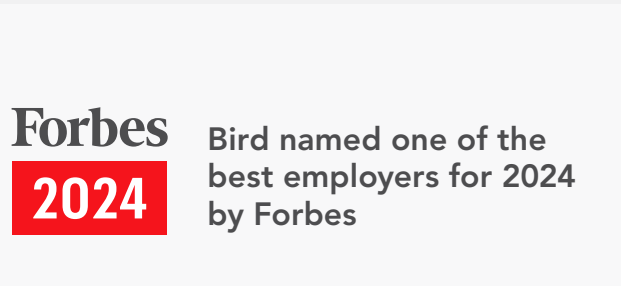 Forbes
2024
Bird named one of the
best employers for 2024
by Forbes